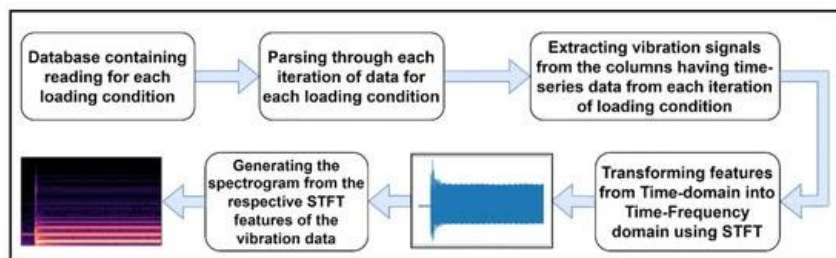 Database containing
reading for each
loading condition
Parsing through each
iteration of data for
each loading condition
Extracting vibration signals
from the columns having time-
series data from each iteration
of loading condition
Transforming features
from Time-domain into
Time-Frequency
domain using STFT
Generating the
spectrogram from the
respective STFT
features of the
vibration data